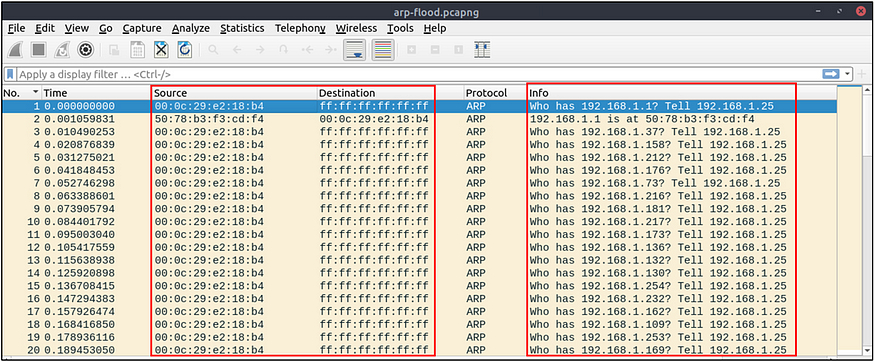 arp-flood.pcapng
File Edit View Go Capture Analyze Statistics Telephony Wireless Tools Help
Apply a display filter ... <Ctrl-/>
No. Time Source Destination Protocol Info
1 0.000000000 00:0c:29:e2:18:b4 ff:ff:ff:ff:ff:ff ARP Who has 192.168.1.1? Tell 192.168.1.25
2 0.001059831 50:78:b3:f3:cd:f4 00:0c:29:e2:18:b4 ARP 192.168.1.1 is at 50:78:b3:f3:cd:f4
3 0.010490253 00:0c:29:e2:18:b4 ff:ff:ff:ff:ff:ff ARP Who has 192.168.1.37? Tell 192.168.1.25
4 0.020876839 00:0c:29:e2:18:b4 ff:ff:ff:ff:ff:ff ARP Who has 192.168.1.158? Tell 192.168.1.25
5 0.031275021 00:0c:29:e2:18:b4 ff:ff:ff:ff:ff:ff ARP Who has 192.168.1.212? Tell 192.168.1.25
6 0.041848453 00:0c:29:e2:18:b4 ff:ff:ff:ff:ff:ff ARP Who has 192.168.1.176? Tell 192.168.1.25
7 0.052746298 00:0c:29:e2:18:b4 ff:ff:ff:ff:ff:ff ARP Who has 192.168.1.73? Tell 192.168.1.25
8 0.063388601 00:0c:29:e2:18:b4 ff:ff:ff:ff:ff:ff ARP Who has 192.168.1.216? Tell 192.168.1.25
9 0.073905794 00:0c:29:e2:18:b4 ff:ff:ff:ff:ff:ff ARP Who has 192.168.1.181? Tell 192.168.1.25
10 0.084401792 00:0c:29:e2:18:b4 ff:ff:ff:ff:ff:ff ARP Who has 192.168.1.217? Tell 192.168.1.25
11 0.095003040 00:0c:29:e2:18:b4 ff:ff:ff:ff:ff:ff ARP Who has 192.168.1.173? Tell 192.168.1.25
12 0.105417559 00:0c:29:e2:18:b4 ff:ff:ff:ff:ff:ff ARP Who has 192.168.1.136? Tell 192.168.1.25
13 0.115638938 00:0c:29:e2:18:b4 ff:ff:ff:ff:ff:ff ARP Who has 192.168.1.132? Tell 192.168.1.25
14 0.125920898 00:0c:29:e2:18:b4 ff:ff:ff:ff:ff:ff ARP Who has 192.168.1.130? Tell 192.168.1.25
15 0.136708415 00:0c:29:e2:18:b4 ff:ff:ff:ff:ff:ff ARP Who has 192.168.1.254? Tell 192.168.1.25
16 0.147294383 00:0c:29:e2:18:b4 ff:ff:ff:ff:ff:ff ARP Who has 192.168.1.232? Tell 192.168.1.25
17 0.157926474 00:0c:29:e2:18:b4 ff:ff:ff:ff:ff:ff ARP Who has 192.168.1.162? Tell 192.168.1.25
18 0.168416850 00:0c:29:e2:18:b4 ff:ff:ff:ff:ff:ff ARP Who has 192.168.1.109? Tell 192.168.1.25
19 0.178936116 00:0c:29:e2:18:b4 ff:ff:ff:ff:ff:ff ARP Who has 192.168.1.253? Tell 192.168.1.25
20 0.189453050 00:0c:29:e2:18:b4 ff:ff:ff:ff:ff:ff ARP Who has 192.168.1.169? Tell 192.168.1.25